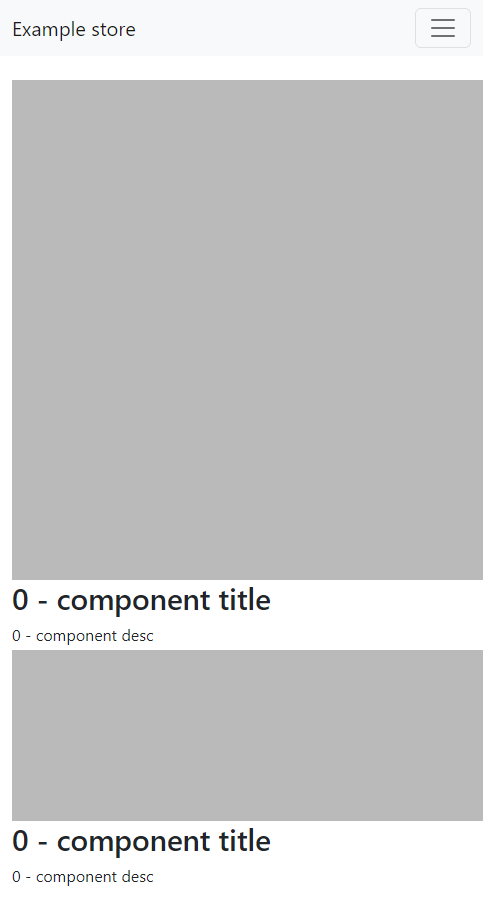 Example store
0 - component title
0 - component desc
0 - component title
0 - component desc